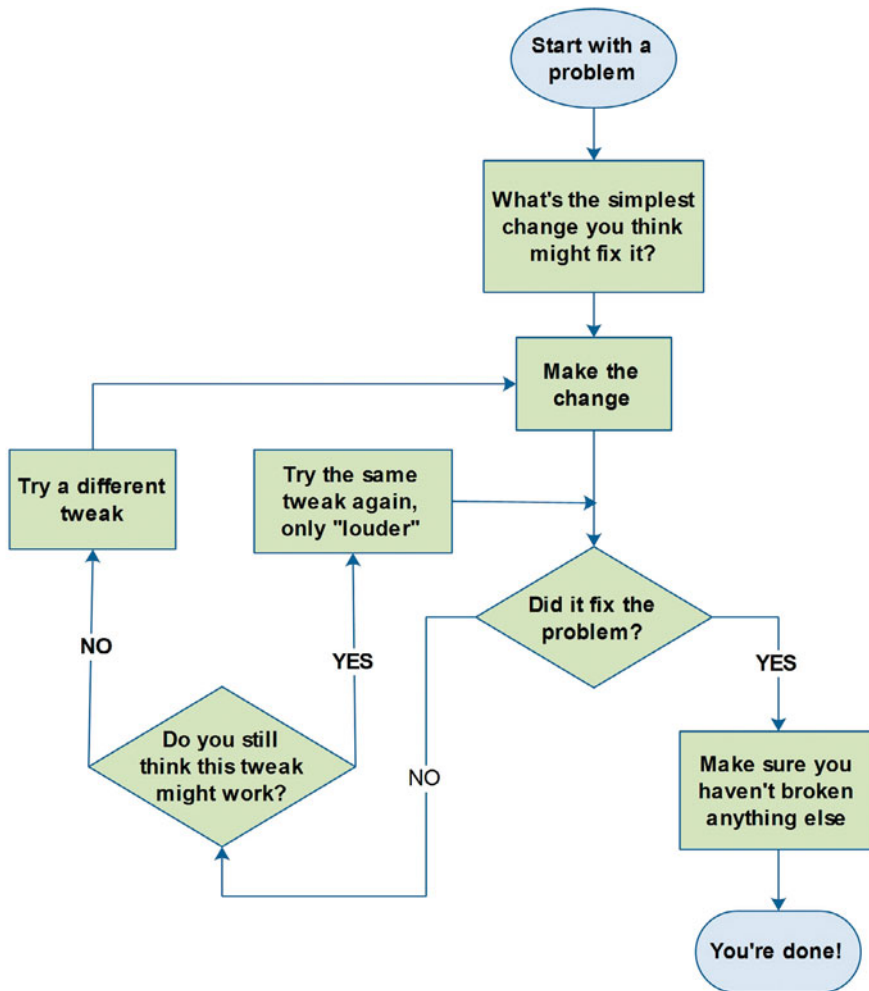 Start with a
problem
What's the simplest
change you think
might fix it?
Make the
change
Try a different
tweak
Try the same
tweak again,
only "louder"
Did it fix the
problem?
NO
YES
YES
Do you still
think this tweak
might work?
NO
Make sure you
haven't broken
anything else
You're done!